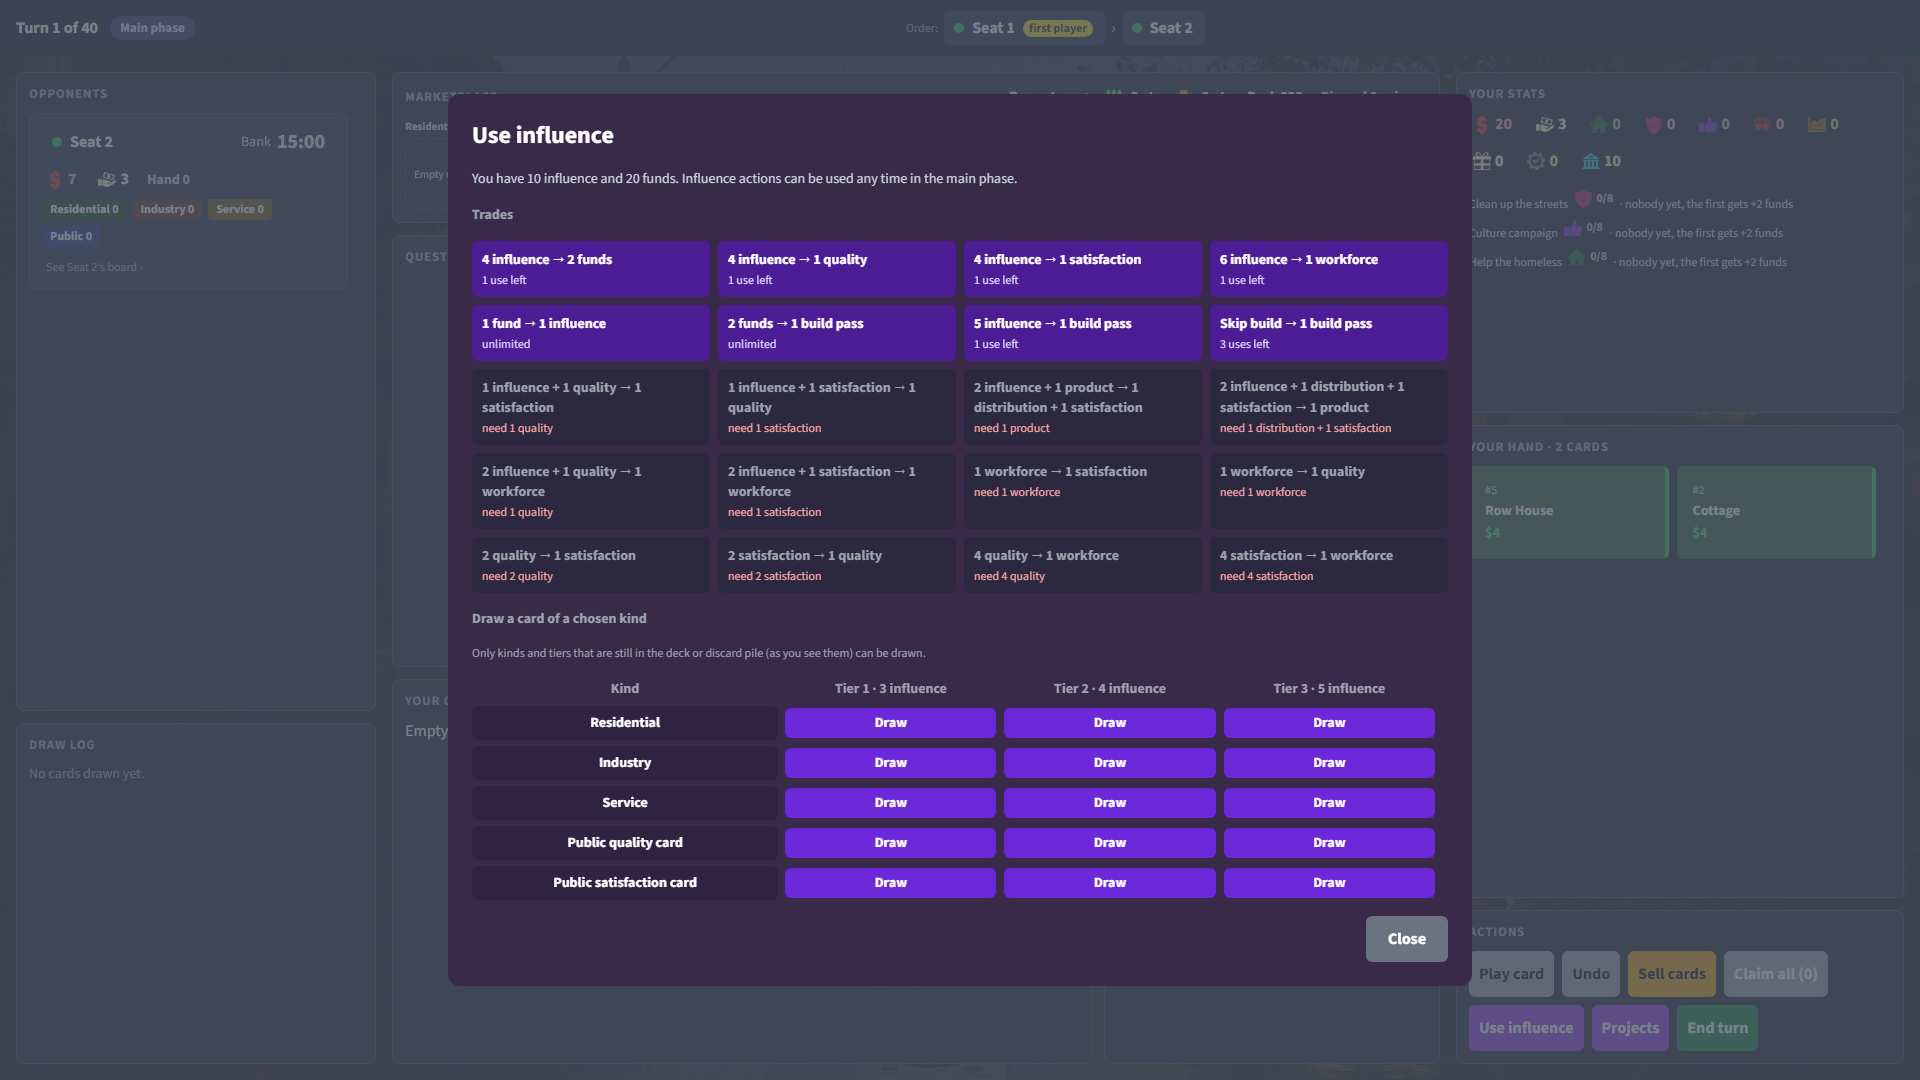 Turn 1 of 40 Main phase
Order: Seat 1 first player › Seat 2
OPPONENTS
Seat 2 Bank 15:00
7 3 Hand 0
Residential 0 Industry 0 Service 0
Public 0
See Seat 2's board ›
DRAW LOG
No cards drawn yet.
Resident
Empty
QUEST
Empty
Use influence
You have 10 influence and 20 funds. Influence actions can be used any time in the main phase.
Trades
4 influence → 2 funds
1 use left
4 influence → 1 quality
1 use left
4 influence → 1 satisfaction
1 use left
6 influence → 1 workforce
1 use left
1 fund → 1 influence
unlimited
2 funds → 1 build pass
unlimited
5 influence → 1 build pass
1 use left
Skip build → 1 build pass
3 uses left
1 influence + 1 quality → 1
satisfaction
need 1 quality
1 influence + 1 satisfaction → 1
quality
need 1 satisfaction
2 influence + 1 product → 1
distribution + 1 satisfaction
need 1 product
2 influence + 1 distribution + 1
satisfaction → 1 product
need 1 distribution + 1 satisfaction
2 influence + 1 quality → 1
workforce
need 1 quality
2 influence + 1 satisfaction → 1
workforce
need 1 satisfaction
1 workforce → 1 satisfaction
need 1 workforce
1 workforce → 1 quality
need 1 workforce
2 quality → 1 satisfaction
need 2 quality
2 satisfaction → 1 quality
need 2 satisfaction
4 quality → 1 workforce
need 4 quality
4 satisfaction → 1 workforce
need 4 satisfaction
Draw a card of a chosen kind
Only kinds and tiers that are still in the deck or discard pile (as you see them) can be drawn.
Kind Tier 1 · 3 influence Tier 2 · 4 influence Tier 3 · 5 influence
Residential Draw Draw Draw
Industry Draw Draw Draw
Service Draw Draw Draw
Public quality card Draw Draw Draw
Public satisfaction card Draw Draw Draw
Close
YOUR STATS
20 3 0 0 0 0 0
0 0 10
Clean up the streets 0/8 · nobody yet, the first gets +2 funds
Culture campaign 0/8 · nobody yet, the first gets +2 funds
Help the homeless 0/8 · nobody yet, the first gets +2 funds
YOUR HAND · 2 CARDS
#5
Row House
$4
#2
Cottage
$4
ACTIONS
Play card Undo Sell cards Claim all (0)
Use influence Projects End turn